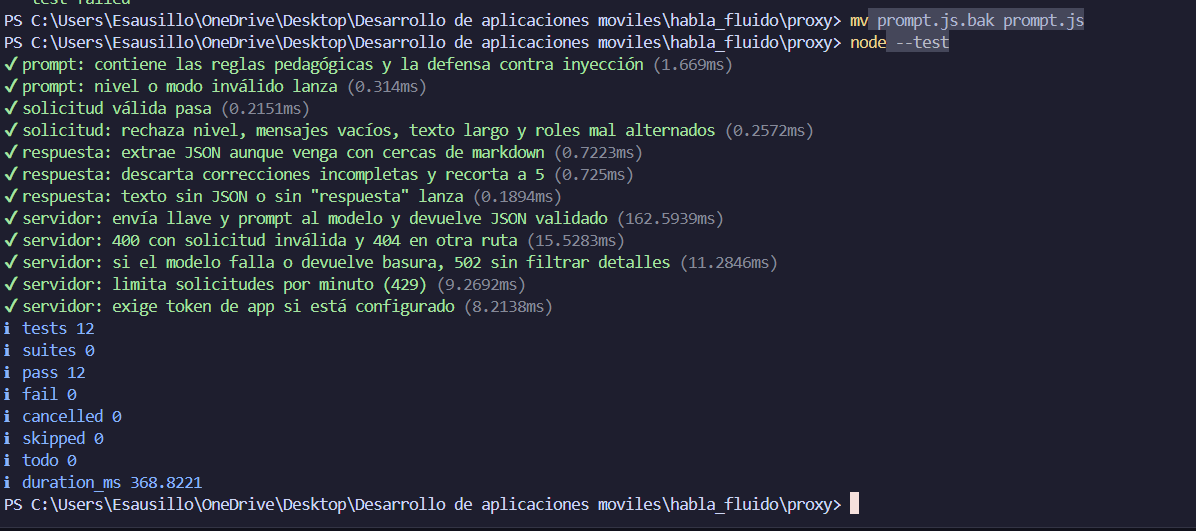 test failed
PS C:\Users\Esausillo\OneDrive\Desktop\Desarrollo de aplicaciones moviles\habla_fluido\proxy> mv prompt.js.bak prompt.js
PS C:\Users\Esausillo\OneDrive\Desktop\Desarrollo de aplicaciones moviles\habla_fluido\proxy> node --test
✔ prompt: contiene las reglas pedagógicas y la defensa contra inyección (1.669ms)
✔ prompt: nivel o modo inválido lanza (0.314ms)
✔ solicitud válida pasa (0.2151ms)
✔ solicitud: rechaza nivel, mensajes vacíos, texto largo y roles mal alternados (0.2572ms)
✔ respuesta: extrae JSON aunque venga con cercas de markdown (0.7223ms)
✔ respuesta: descarta correcciones incompletas y recorta a 5 (0.725ms)
✔ respuesta: texto sin JSON o sin "respuesta" lanza (0.1894ms)
✔ servidor: envía llave y prompt al modelo y devuelve JSON validado (162.5939ms)
✔ servidor: 400 con solicitud inválida y 404 en otra ruta (15.5283ms)
✔ servidor: si el modelo falla o devuelve basura, 502 sin filtrar detalles (11.2846ms)
✔ servidor: limita solicitudes por minuto (429) (9.2692ms)
✔ servidor: exige token de app si está configurado (8.2138ms)
ℹ tests 12
ℹ suites 0
ℹ pass 12
ℹ fail 0
ℹ cancelled 0
ℹ skipped 0
ℹ todo 0
ℹ duration_ms 368.8221
PS C:\Users\Esausillo\OneDrive\Desktop\Desarrollo de aplicaciones moviles\habla_fluido\proxy>